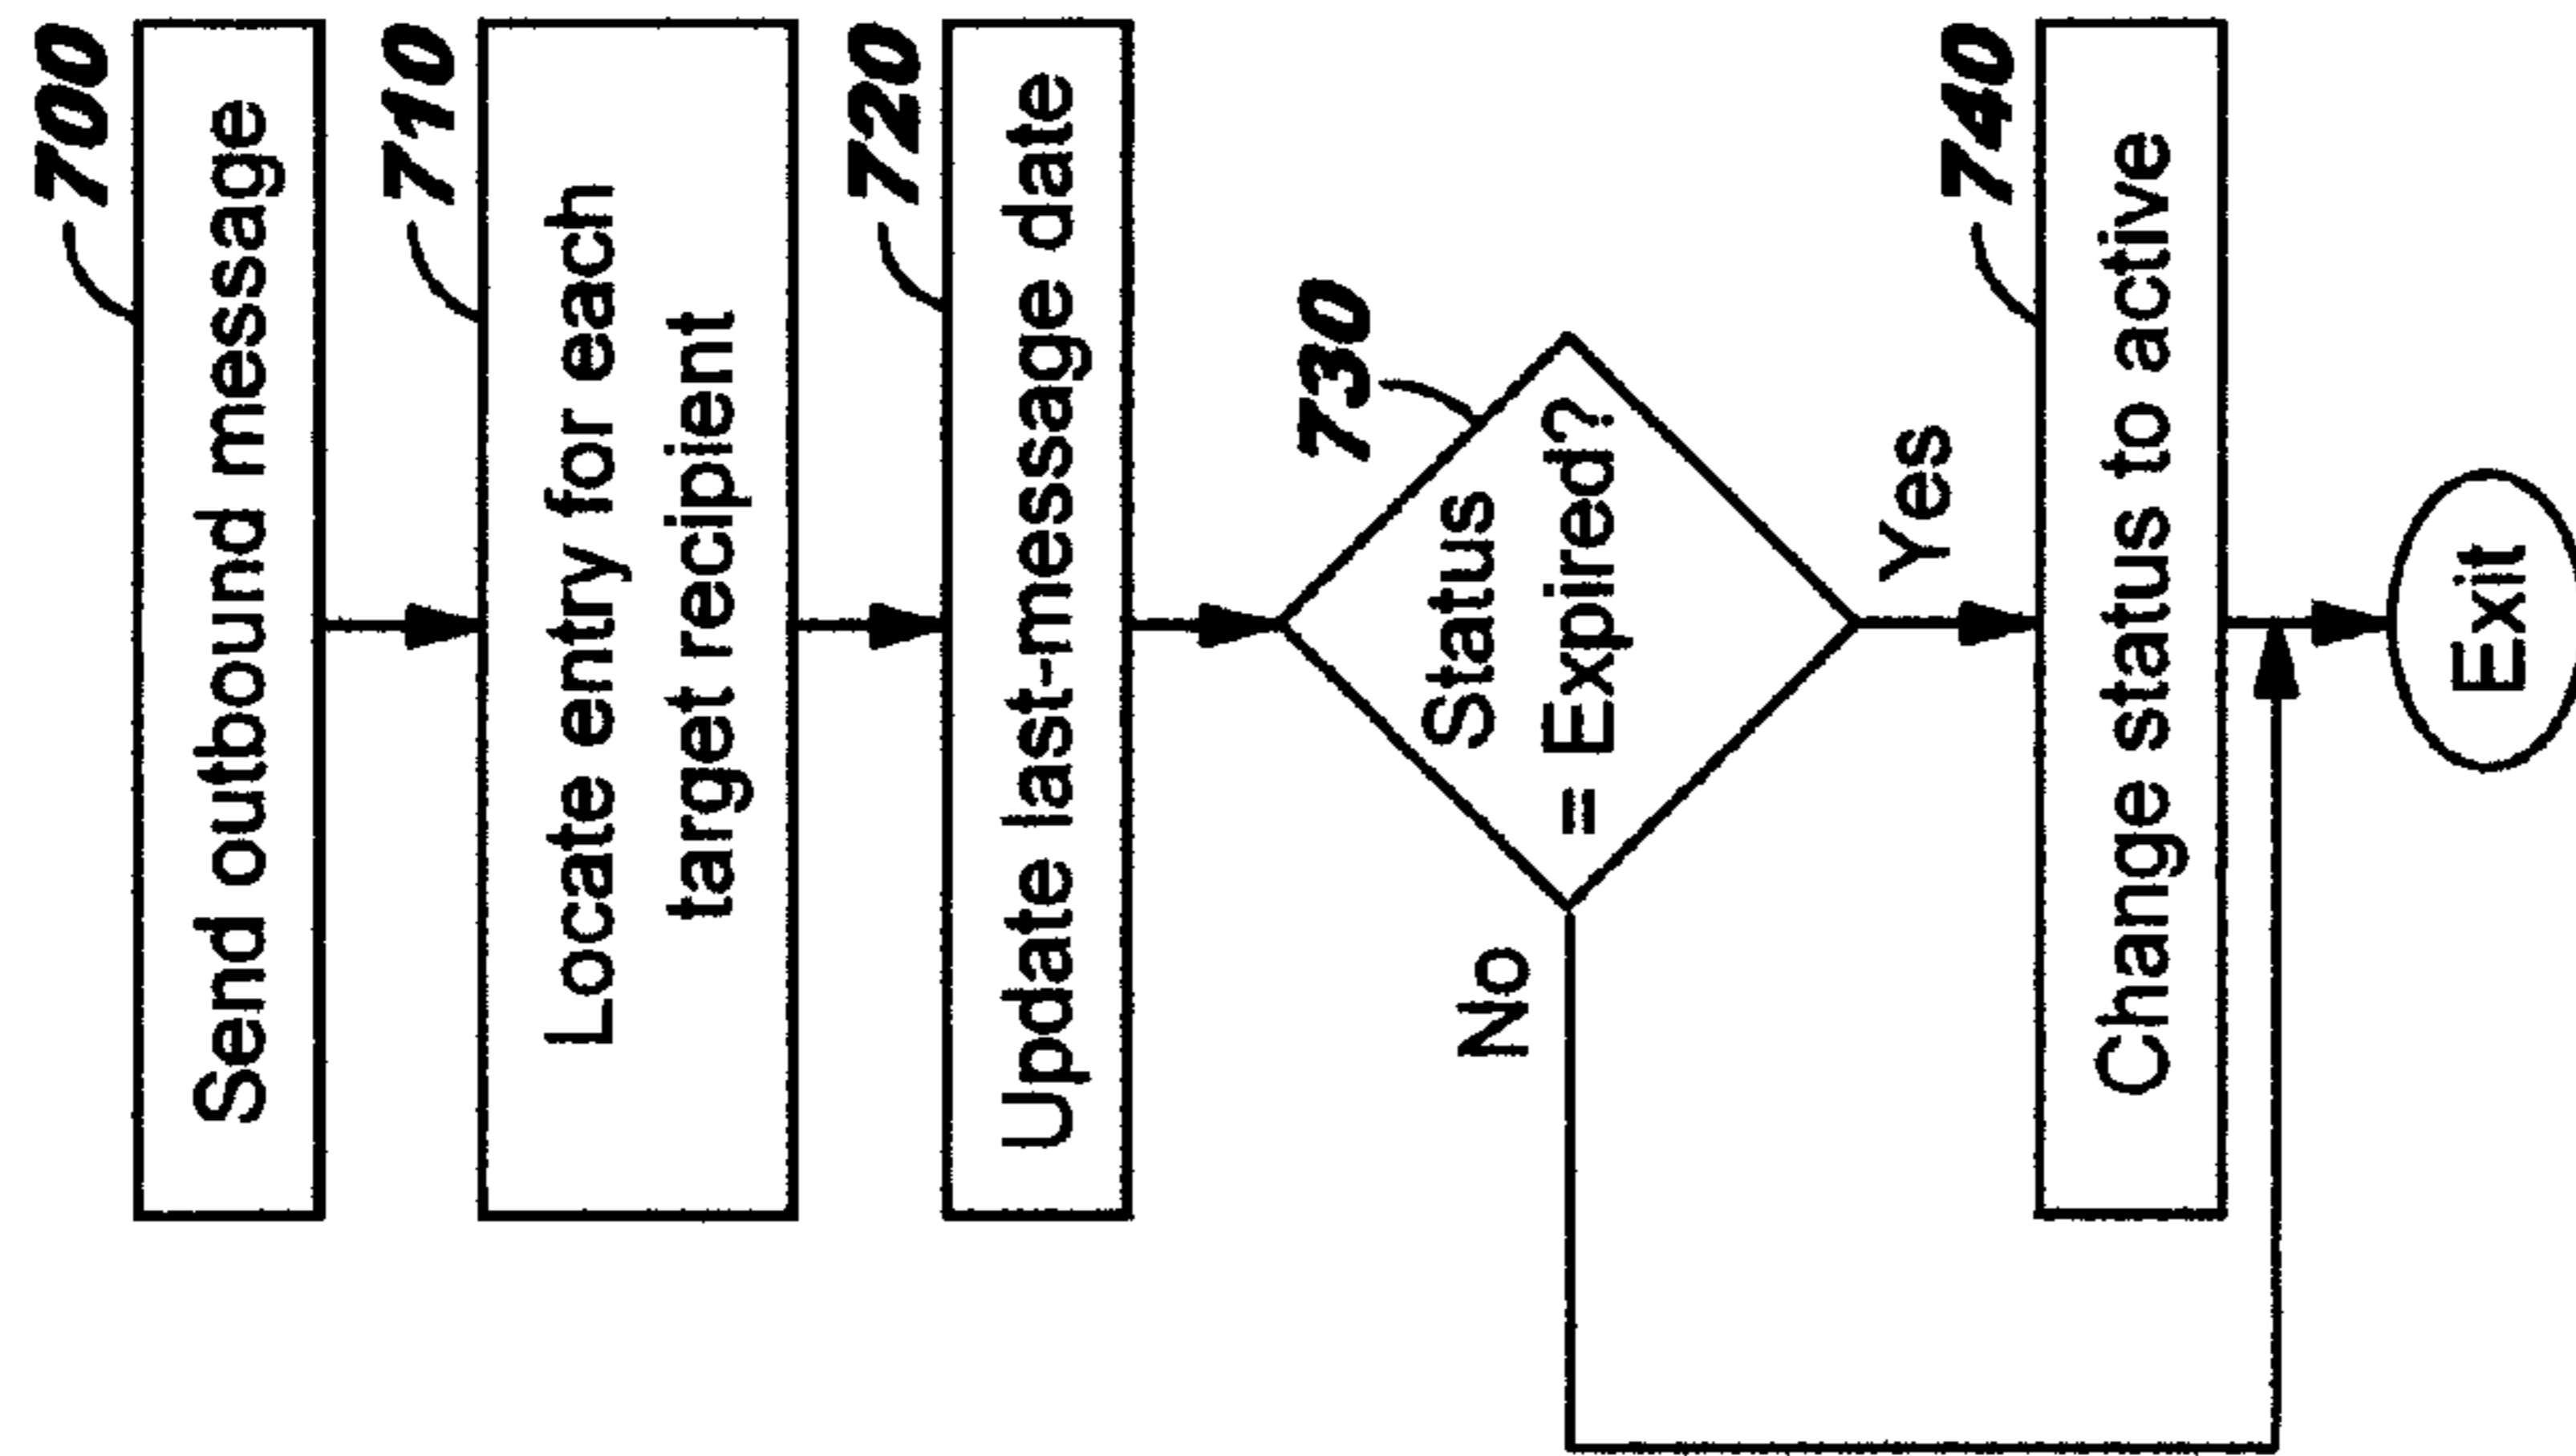 700
Send outbound message
710
Locate entry for each
target recipient
720
Update last-message date
730
Status
= Expired?
No
Yes
740
Change status to active
Exit